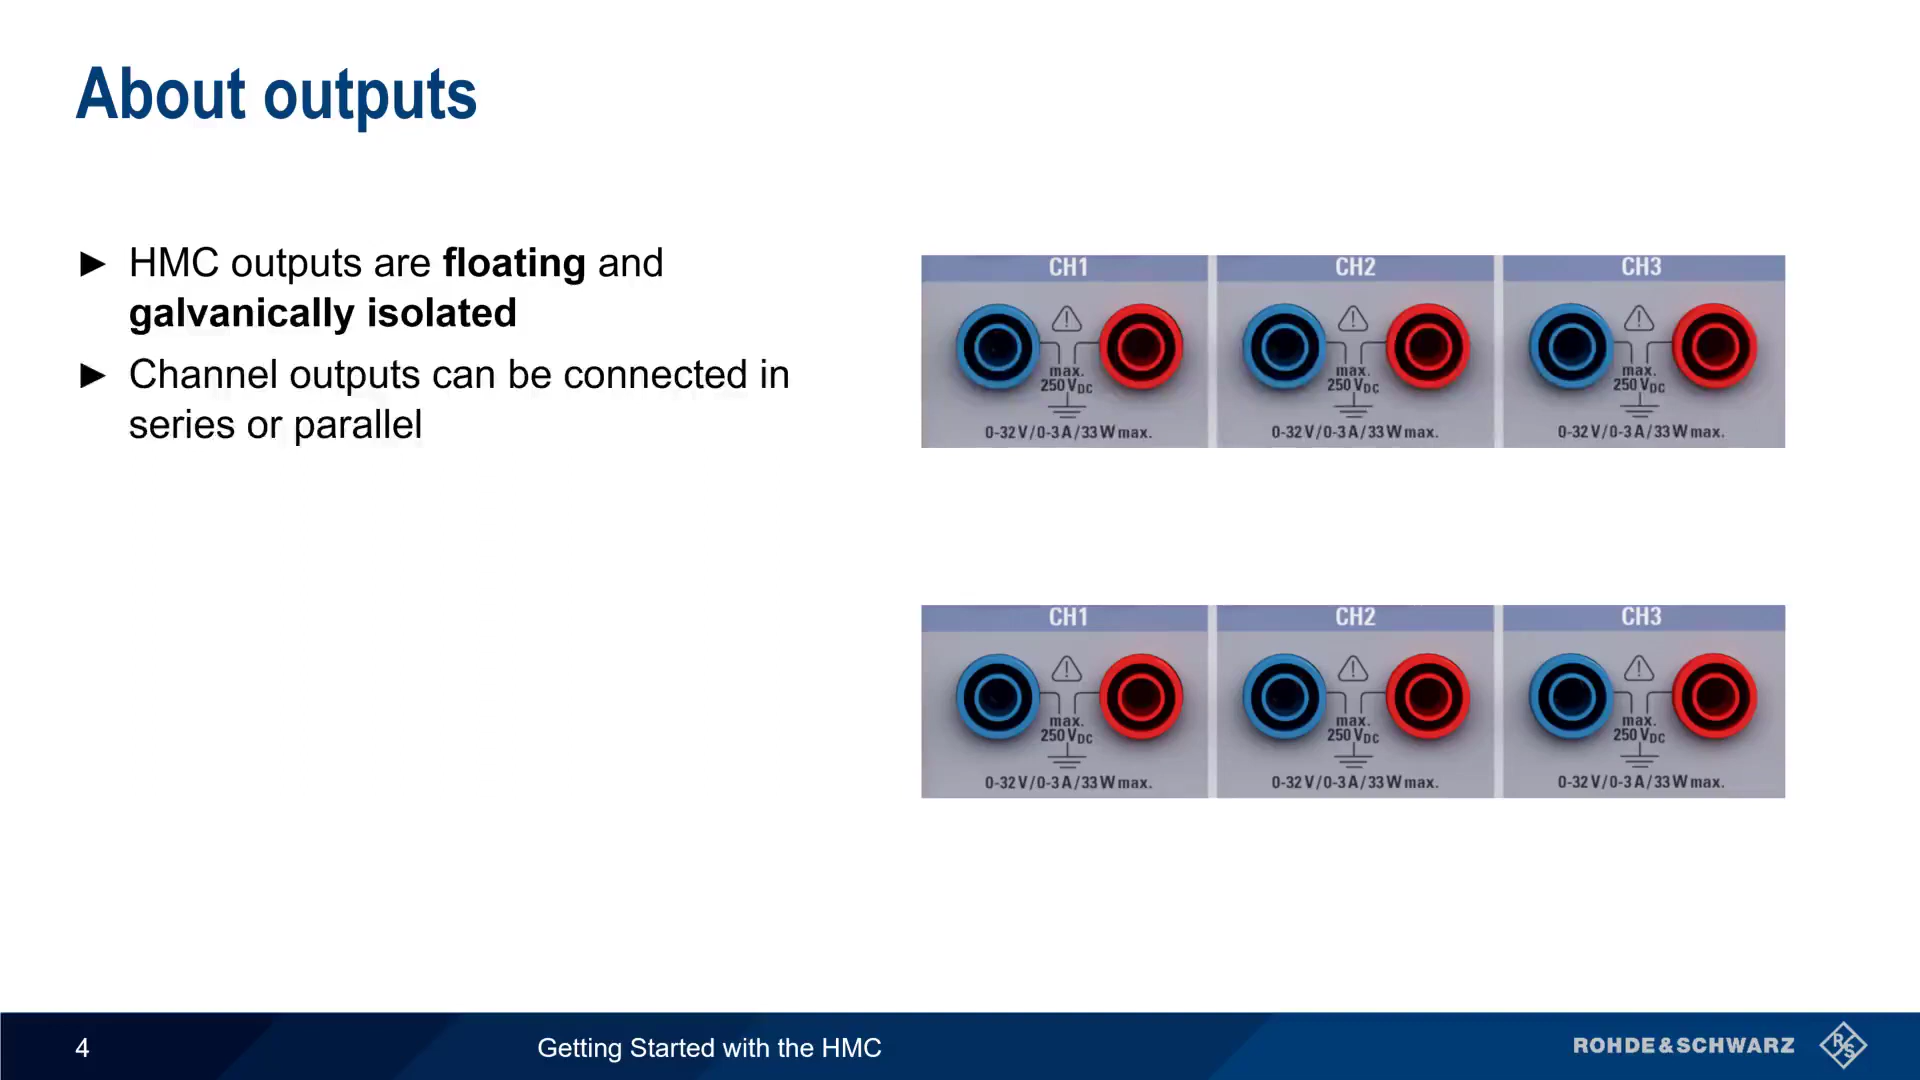 About outputs
► HMC outputs are floating and
galvanically isolated
► Channel outputs can be connected in
series or parallel
CH1 CH2 CH3
max. max. max.
250 VDC 250 VDC 250 VDC
0-32 V/0-3 A/33 W max. 0-32 V/0-3 A/33 W max. 0-32 V/0-3 A/33 W max.
CH1 CH2 CH3
max. max. max.
250 VDC 250 VDC 250 VDC
0-32 V/0-3 A/33 W max. 0-32 V/0-3 A/33 W max. 0-32 V/0-3 A/33 W max.
4 Getting Started with the HMC ROHDE&SCHWARZ R S